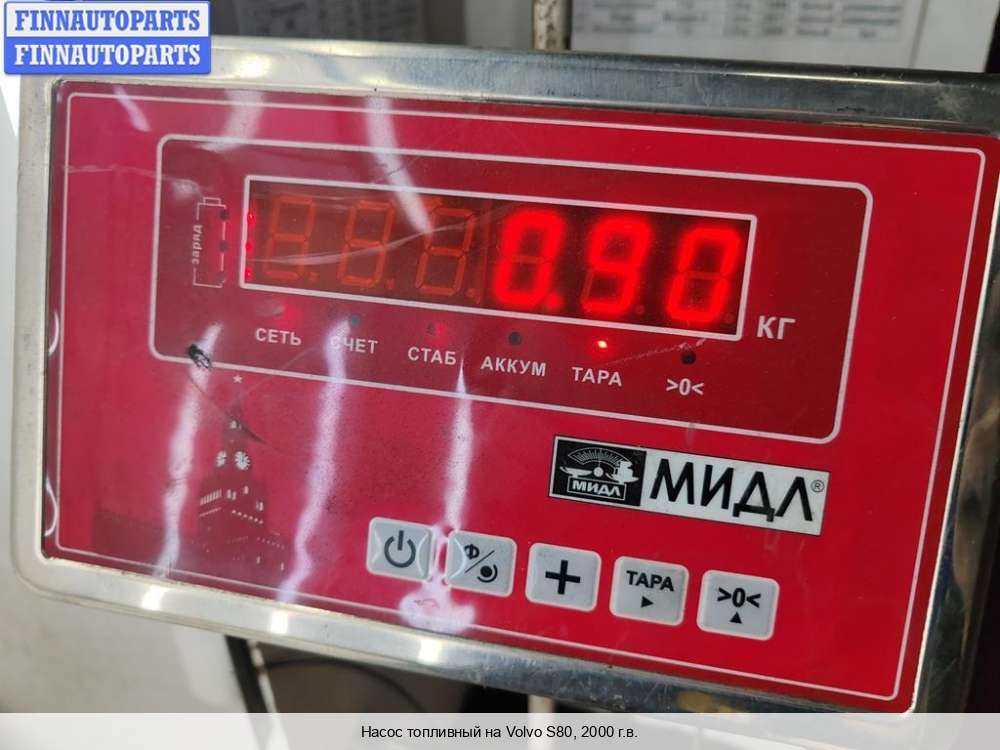 FINNAUTOPARTS
FINNAUTOPARTS
заряд
0.90
КГ
СЕТЬ СЧЕТ СТАБ АККУМ ТАРА >0<
МИДЛ МИДЛ®
Ф
+
ТАРА
>0<
Насос топливный на Volvo S80, 2000 г.в.